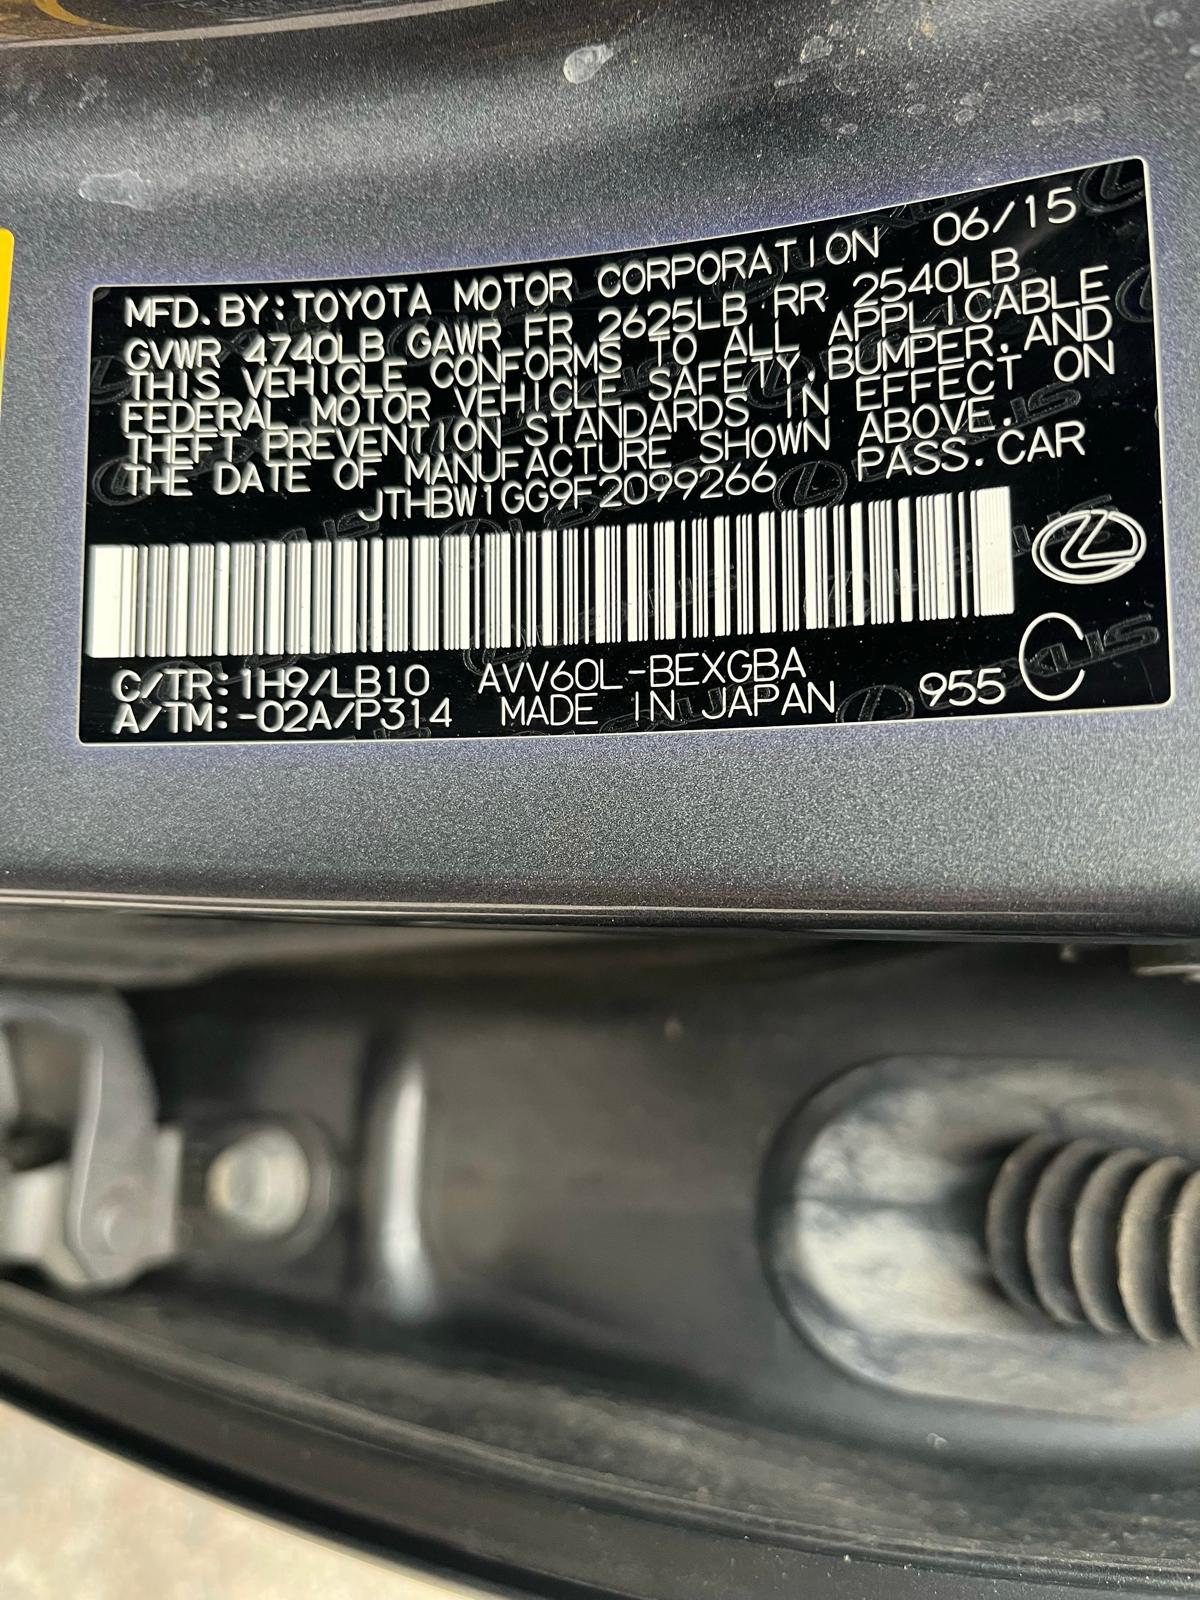 MFD. BY: TOYOTA MOTOR CORPORATION 06/15
GVWR 4740LB GAWR FR 2625LB RR 2540LB
THIS VEHICLE CONFORMS TO ALL APPLICABLE
FEDERAL MOTOR VEHICLE SAFETY, BUMPER, AND
THEFT PREVENTION STANDARDS IN EFFECT ON
THE DATE OF MANUFACTURE SHOWN ABOVE.
JTHBW1GG9F2099266 PASS. CAR
C/TR: 1H9/LB10 AVV60L-BEXGBA
A/TM: -02A/P314 MADE IN JAPAN 955 C